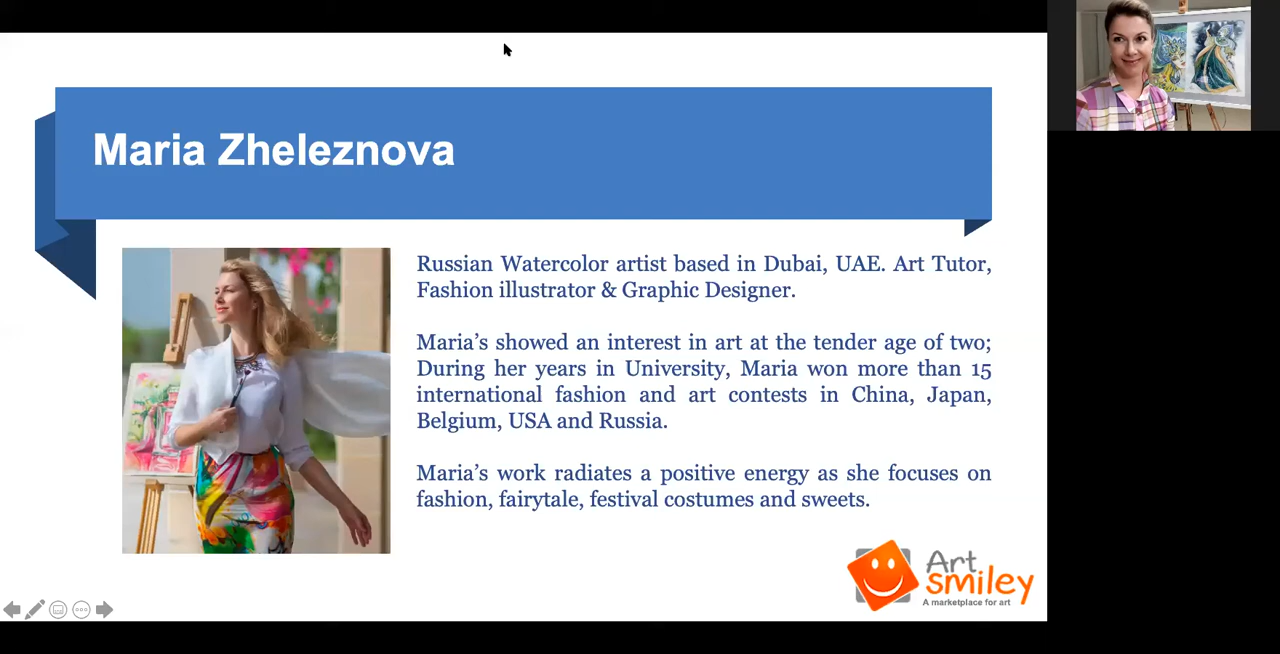 Maria Zheleznova
Russian Watercolor artist based in Dubai, UAE. Art Tutor,
Fashion illustrator & Graphic Designer.
Maria’s showed an interest in art at the tender age of two;
During her years in University, Maria won more than 15
international fashion and art contests in China, Japan,
Belgium, USA and Russia.
Maria’s work radiates a positive energy as she focuses on
fashion, fairytale, festival costumes and sweets.
Art
smiley
A marketplace for art